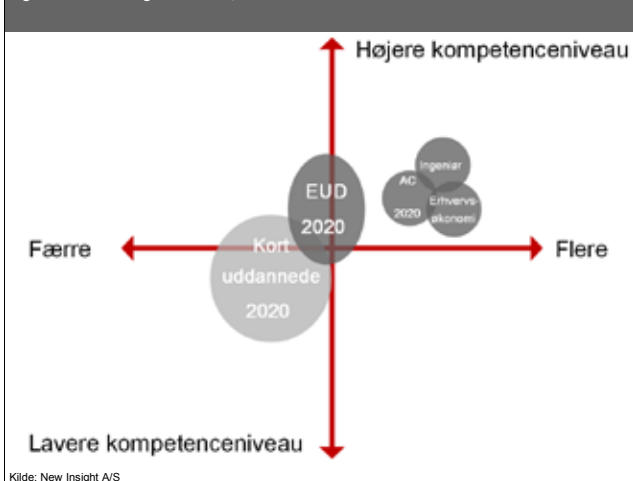 Højere kompetenceniveau
Ingeniør
AC
2020
Erhvervs-
økonomi
EUD
2020
Færre
Flere
Kort
uddannede
2020
Lavere kompetenceniveau
Kilde: New Insight A/S